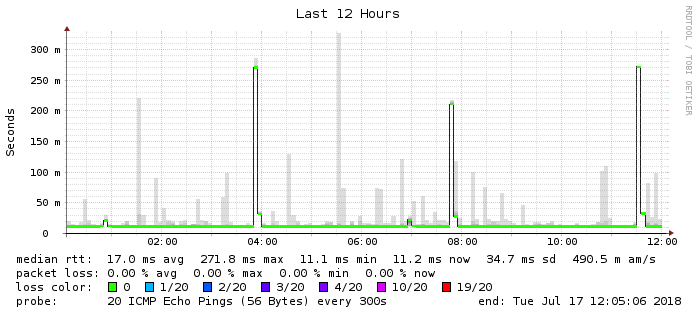 Last 12 Hours
RRDTOOL / TOBI OETIKER
Seconds
300 m
250 m
200 m
150 m
100 m
50 m
0
02:00 04:00 06:00 08:00 10:00 12:00
median rtt: 17.0 ms avg 271.8 ms max 11.1 ms min 11.2 ms now 34.7 ms sd 490.5 m am/s
packet loss: 0.00 % avg 0.00 % max 0.00 % min 0.00 % now
loss color: 0 1/20 2/20 3/20 4/20 10/20 19/20
probe: 20 ICMP Echo Pings (56 Bytes) every 300s end: Tue Jul 17 12:05:06 2018